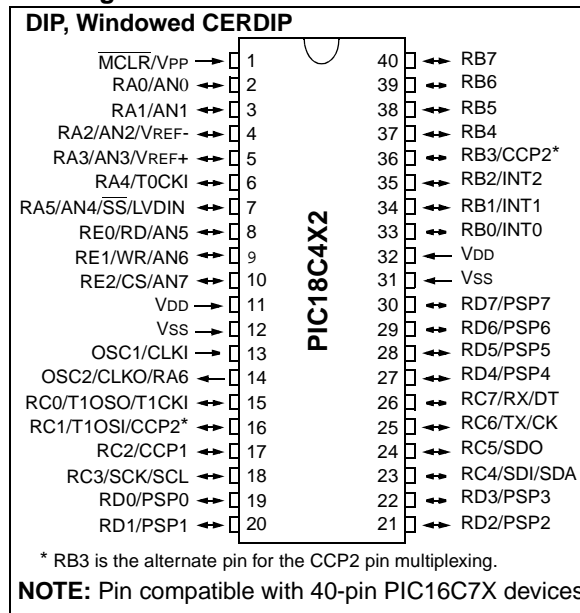 DIP, Windowed CERDIP
MCLR/VPP 1 40 RB7
RA0/AN0 2 39 RB6
RA1/AN1 3 38 RB5
RA2/AN2/VREF- 4 37 RB4
RA3/AN3/VREF+ 5 36 RB3/CCP2*
RA4/T0CKI 6 35 RB2/INT2
RA5/AN4/SS/LVDIN 7 34 RB1/INT1
RE0/RD/AN5 8 33 RB0/INT0
RE1/WR/AN6 9 32 VDD
RE2/CS/AN7 10 31 VSS
VDD 11 30 RD7/PSP7
VSS 12 29 RD6/PSP6
OSC1/CLKI 13 28 RD5/PSP5
OSC2/CLKO/RA6 14 27 RD4/PSP4
RC0/T1OSO/T1CKI 15 26 RC7/RX/DT
RC1/T1OSI/CCP2* 16 25 RC6/TX/CK
RC2/CCP1 17 24 RC5/SDO
RC3/SCK/SCL 18 23 RC4/SDI/SDA
RD0/PSP0 19 22 RD3/PSP3
RD1/PSP1 20 21 RD2/PSP2
PIC18C4X2
* RB3 is the alternate pin for the CCP2 pin multiplexing.
NOTE: Pin compatible with 40-pin PIC16C7X devices